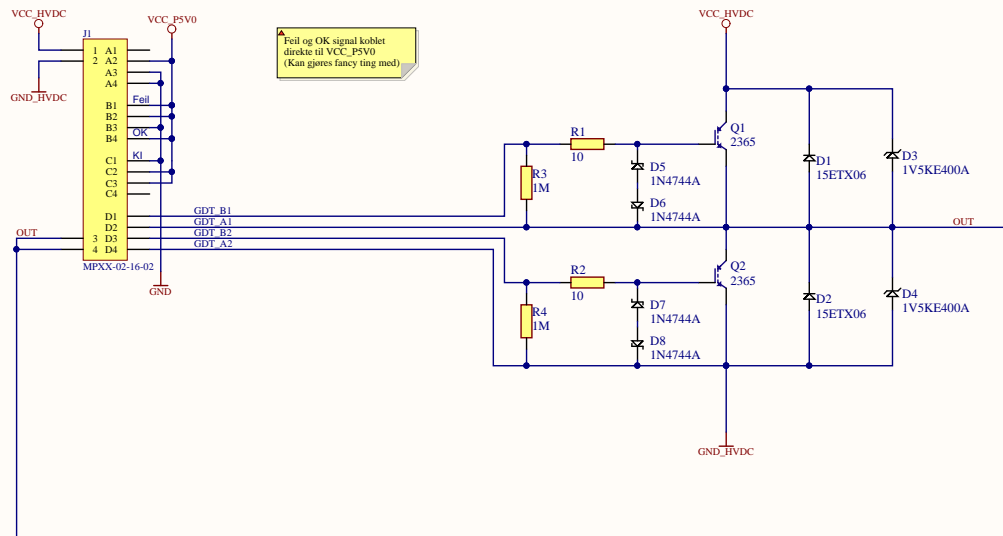 VCC_HVDC
VCC_P5V0
VCC_HVDC
J1
Feil og OK signal koblet
direkte til VCC_P5V0
(Kan gjøres fancy ting med)
1 A1
2 A2
A3
A4
GND_HVDC
B1 Feil
B2
B3
OK
B4
C1 KI
C2
C3
C4
D1 GDT_B1
D2 GDT_A1
OUT 3 D3 GDT_B2
4 D4 GDT_A2
MPXX-02-16-02
GND
R1
10
R3
1M
D5
1N4744A
D6
1N4744A
Q1
2365
D1
15ETX06
D3
1V5KE400A
OUT
R2
10
R4
1M
D7
1N4744A
D8
1N4744A
Q2
2365
D2
15ETX06
D4
1V5KE400A
GND_HVDC